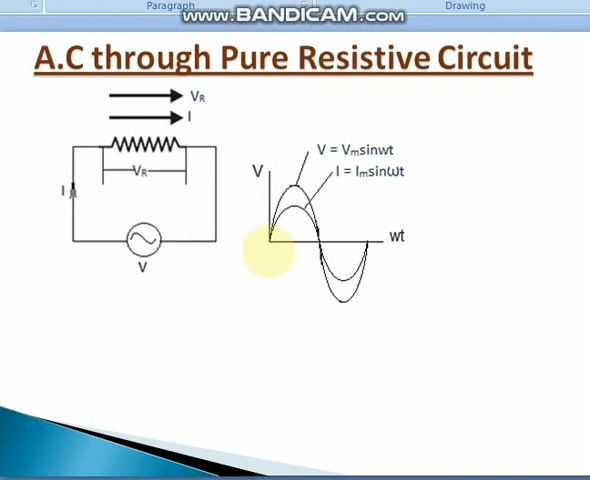 Paragraph
Drawing
www.BANDICAM.com
A.C through Pure Resistive Circuit
VR
I
VR
I
V
V
V = Vmsinwt
I = Imsinωt
wt